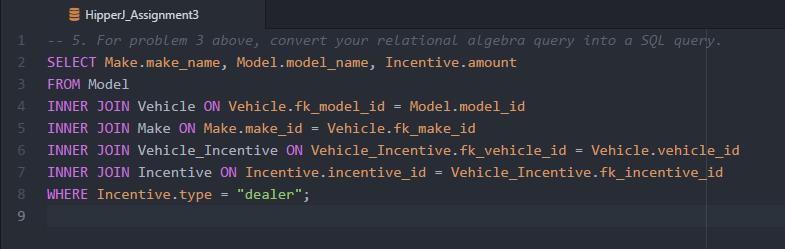 HipperJ_Assignment3
1 -- 5. For problem 3 above, convert your relational algebra query into a SQL query.
2 SELECT Make.make_name, Model.model_name, Incentive.amount
3 FROM Model
4 INNER JOIN Vehicle ON Vehicle.fk_model_id = Model.model_id
5 INNER JOIN Make ON Make.make_id = Vehicle.fk_make_id
6 INNER JOIN Vehicle_Incentive ON Vehicle_Incentive.fk_vehicle_id = Vehicle.vehicle_id
7 INNER JOIN Incentive ON Incentive.incentive_id = Vehicle_Incentive.fk_incentive_id
8 WHERE Incentive.type = "dealer";
9